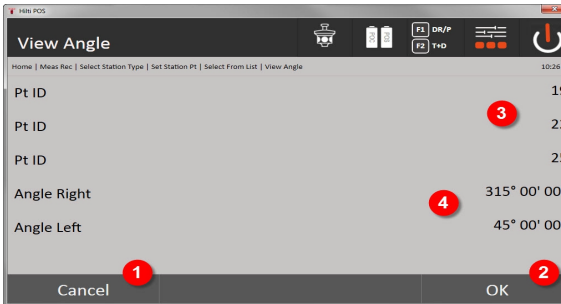 Hilti POS
View Angle
POC
POS
F1 DR/P
F2 T+D
Home | Meas Rec | Select Station Type | Set Station Pt | Select From List | View Angle
10:26
Pt ID
3
Pt ID
Pt ID
Angle Right 315° 00' 00
4
Angle Left 45° 00' 00
1
2
Cancel OK